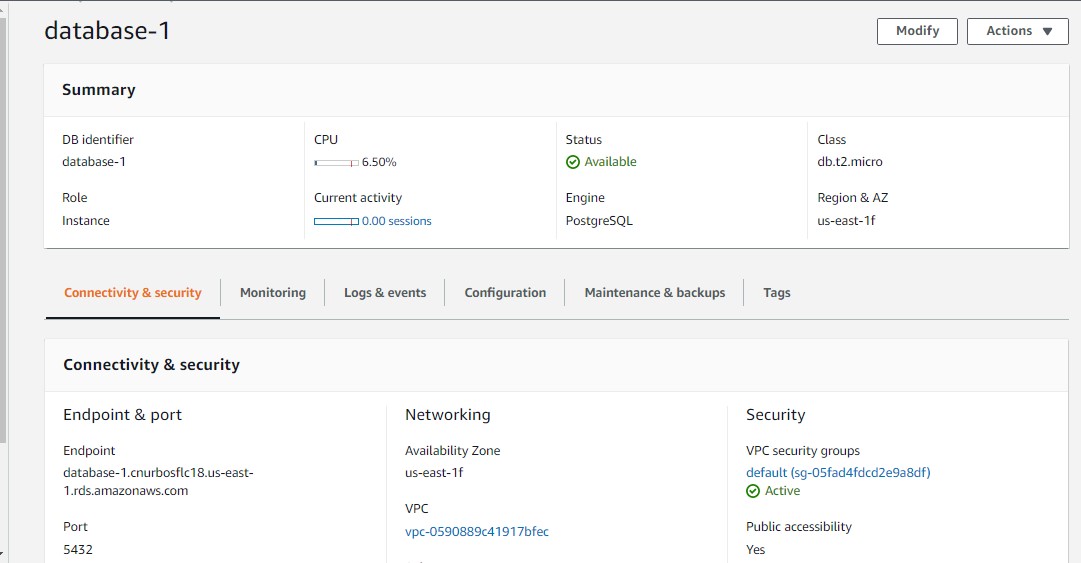 database-1
Modify
Actions
Summary
DB identifier
database-1
CPU
6.50%
Status
Available
Class
db.t2.micro
Role
Instance
Current activity
0.00 sessions
Engine
PostgreSQL
Region & AZ
us-east-1f
Connectivity & security
Monitoring
Logs & events
Configuration
Maintenance & backups
Tags
Connectivity & security
Endpoint & port
Endpoint
database-1.cnurbosflc18.us-east-
1.rds.amazonaws.com
Port
5432
Networking
Availability Zone
us-east-1f
VPC
vpc-0590889c41917bfec
Security
VPC security groups
default (sg-05fad4fdcd2e9a8df)
Active
Public accessibility
Yes